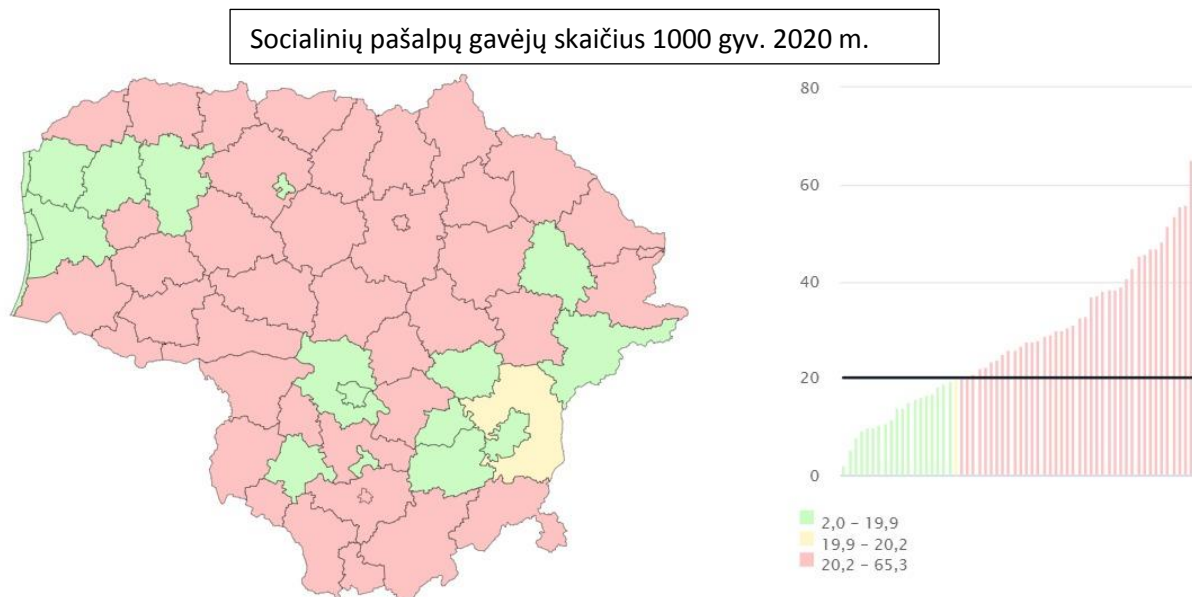 Socialinių pašalpų gavėjų skaičius 1000 gyv. 2020 m.
80
60
40
20
0
2,0 – 19,9
19,9 – 20,2
20,2 – 65,3